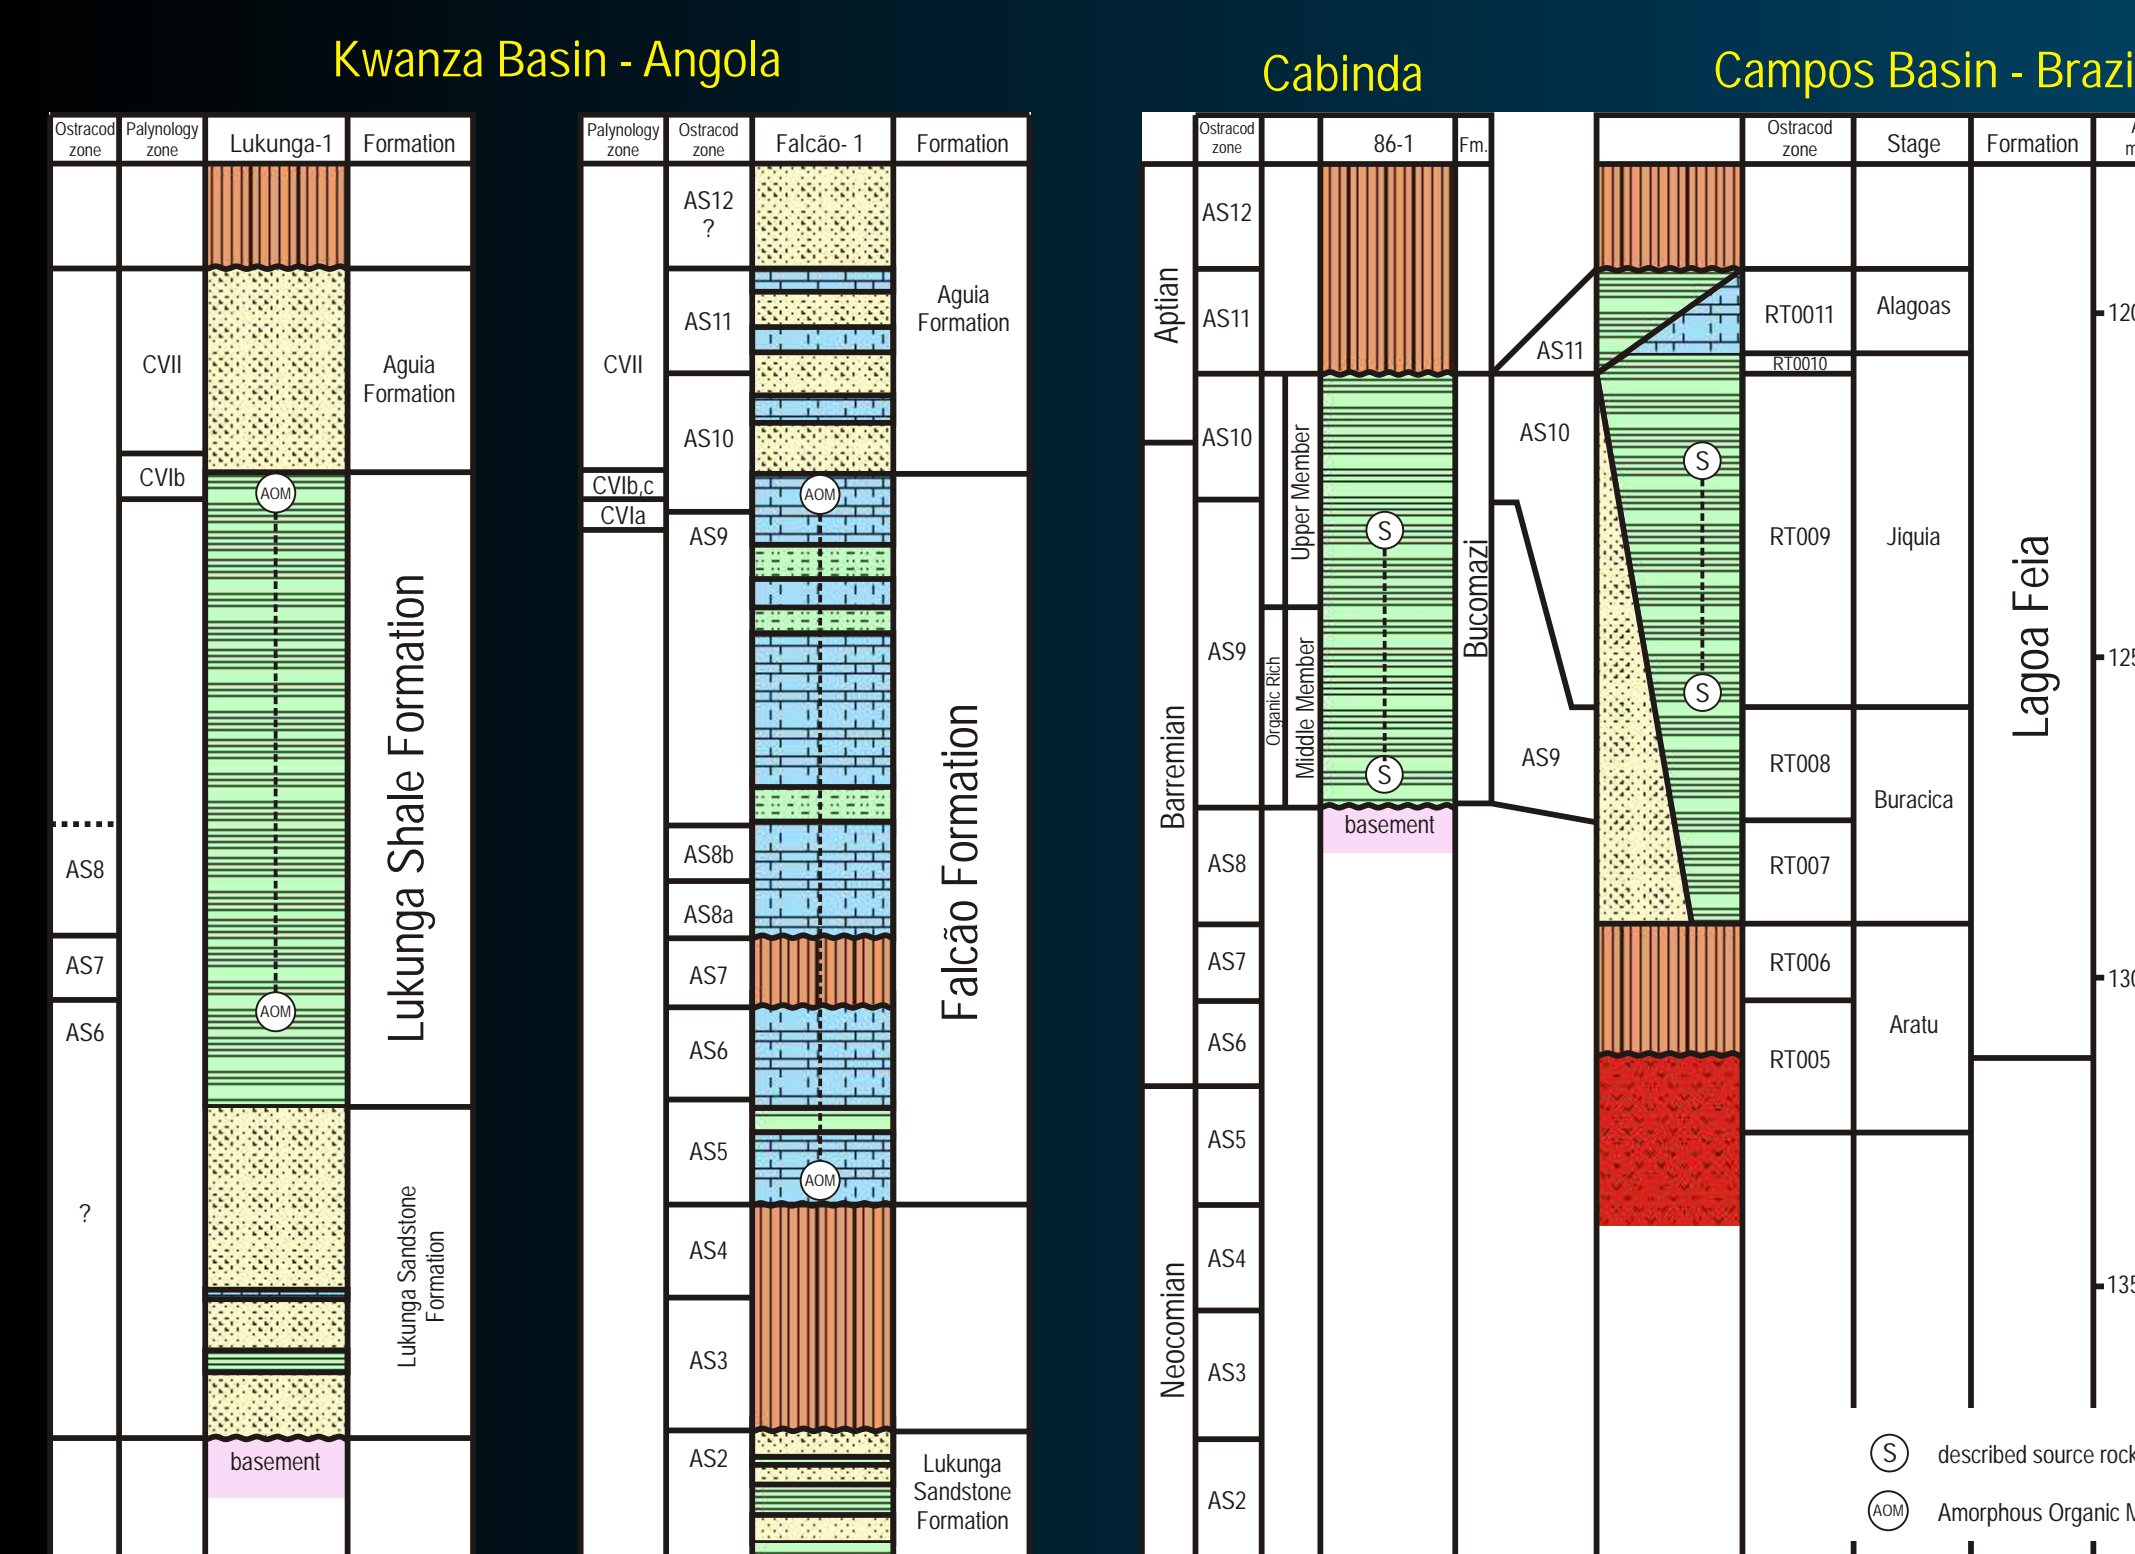 Kwanza Basin - Angola
Cabinda
Campos Basin - Brazi
Ostracod
zone
Palynology
zone
Lukunga-1
Formation
CVII
CVIb
AOM
AOM
Aguia
Formation
Lukunga Shale Formation
AS8
AS7
AS6
?
Lukunga Sandstone
Formation
basement
Palynology
zone
Ostracod
zone
Falcão- 1
Formation
CVII
CVIb,c
CVIa
AS12
?
AS11
AS10
AS9
AS8b
AS8a
AS7
AS6
AS5
AS4
AS3
AS2
AOM
AOM
Aguia
Formation
Falcão Formation
Lukunga
Sandstone
Formation
Ostracod
zone
86-1
Fm.
Aptian
Barremian
Neocomian
AS12
AS11
AS10
AS9
AS8
AS7
AS6
AS5
AS4
AS3
AS2
Upper Member
Organic Rich
Middle Member
S
S
basement
Bucomazi
AS11
AS10
AS9
Ostracod
zone
Stage
Formation
S
S
RT0011
RT0010
RT009
RT008
RT007
RT006
RT005
Alagoas
Jiquia
Buracica
Aratu
Lagoa Feia
120
125
130
135
S described source rock
AOM Amorphous Organic M